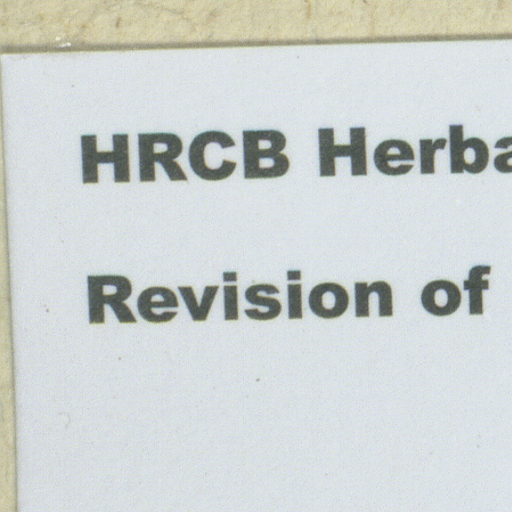 HRCB Herba
Revision of